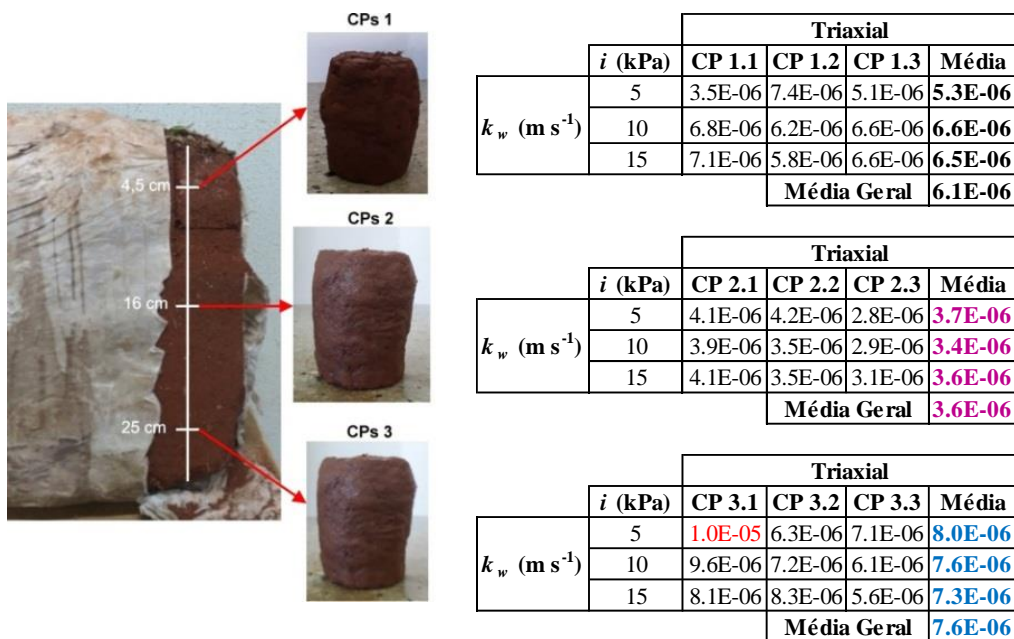 CPs 1
4,5 cm
CPs 2
16 cm
CPs 3
25 cm
Triaxial
i (kPa) CP 1.1 CP 1.2 CP 1.3 Média
k w (m s-1)
5 3.5E-06 7.4E-06 5.1E-06 5.3E-06
10 6.8E-06 6.2E-06 6.6E-06 6.6E-06
15 7.1E-06 5.8E-06 6.6E-06 6.5E-06
Média Geral 6.1E-06
Triaxial
i (kPa) CP 2.1 CP 2.2 CP 2.3 Média
k w (m s-1)
5 4.1E-06 4.2E-06 2.8E-06 3.7E-06
10 3.9E-06 3.5E-06 2.9E-06 3.4E-06
15 4.1E-06 3.5E-06 3.1E-06 3.6E-06
Média Geral 3.6E-06
Triaxial
i (kPa) CP 3.1 CP 3.2 CP 3.3 Média
k w (m s-1)
5 1.0E-05 6.3E-06 7.1E-06 8.0E-06
10 9.6E-06 7.2E-06 6.1E-06 7.6E-06
15 8.1E-06 8.3E-06 5.6E-06 7.3E-06
Média Geral 7.6E-06